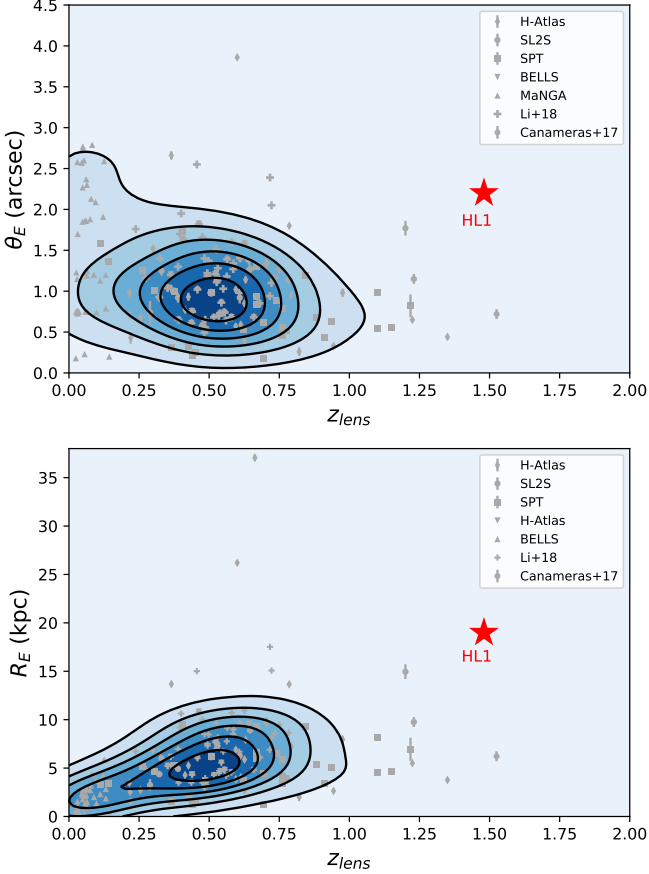 4.5
4.0
3.5
3.0
2.5
2.0
1.5
1.0
0.5
0.0
θE (arcsec)
H-Atlas
SL2S
SPT
BELLS
MaNGA
Li+18
Canameras+17
HL1
0.00 0.25 0.50 0.75 1.00 1.25 1.50 1.75 2.00
zlens
35
30
25
20
15
10
5
0
RE (kpc)
H-Atlas
SL2S
SPT
H-Atlas
BELLS
Li+18
Canameras+17
HL1
0.00 0.25 0.50 0.75 1.00 1.25 1.50 1.75 2.00
zlens